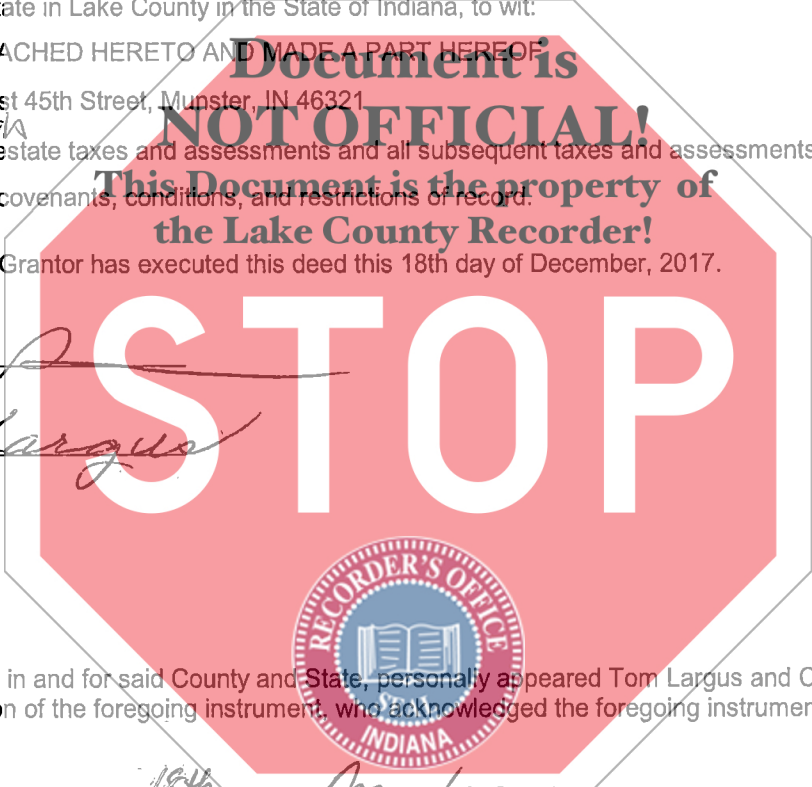 ate in Lake County in the State of Indiana, to wit:
ACHED HERETO AND MADE A PART HEREOF
Document is
st 45th Street, Munster, IN 46321
NOT OFFICIAL!
estate taxes and assessments and all subsequent taxes and assessments
This Document is the property of
covenants, conditions, and restrictions of record.
the Lake County Recorder!
Grantor has executed this deed this 18th day of December, 2017.
STOP
argus
RECORDER'S OFFICE
in and for said County and State, personally appeared Tom Largus and C
n of the foregoing instrument, who acknowledged the foregoing instrumen
SEAL
INDIANA
18th